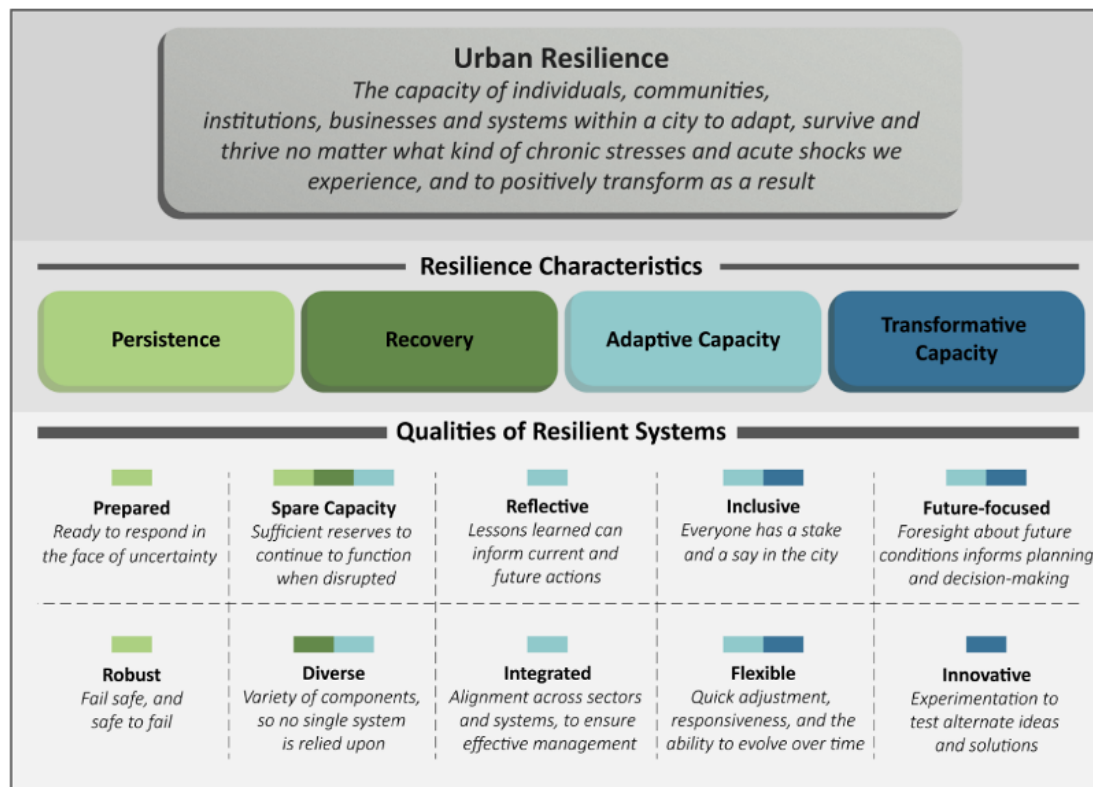 Urban Resilience
The capacity of individuals, communities,
institutions, businesses and systems within a city to adapt, survive and
thrive no matter what kind of chronic stresses and acute shocks we
experience, and to positively transform as a result
Resilience Characteristics
Persistence
Recovery
Adaptive Capacity
Transformative
Capacity
Qualities of Resilient Systems
Prepared
Ready to respond in
the face of uncertainty
Spare Capacity
Sufficient reserves to
continue to function
when disrupted
Reflective
Lessons learned can
inform current and
future actions
Inclusive
Everyone has a stake
and a say in the city
Future-focused
Foresight about future
conditions informs planning
and decision-making
Robust
Fail safe, and
safe to fail
Diverse
Variety of components,
so no single system
is relied upon
Integrated
Alignment across sectors
and systems, to ensure
effective management
Flexible
Quick adjustment,
responsiveness, and the
ability to evolve over time
Innovative
Experimentation to
test alternate ideas
and solutions